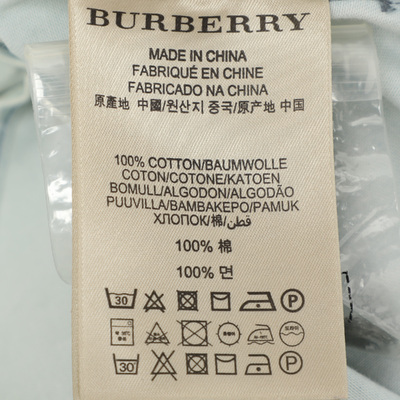 BURBERRY
MADE IN CHINA
FABRIQUÉ EN CHINE
FABRICADO NA CHINA
原產地 中國/원산지 중국/原产地 中国
100% COTTON/BAUMWOLLE
COTON/COTONE/KATOEN
BOMULL/ALGODON/ALGODÃO
PUUVILLA/BAMBAKEPO/PAMUK
ХЛОПОК/棉/قطن
100% 棉
100% 면
30 P
30 P